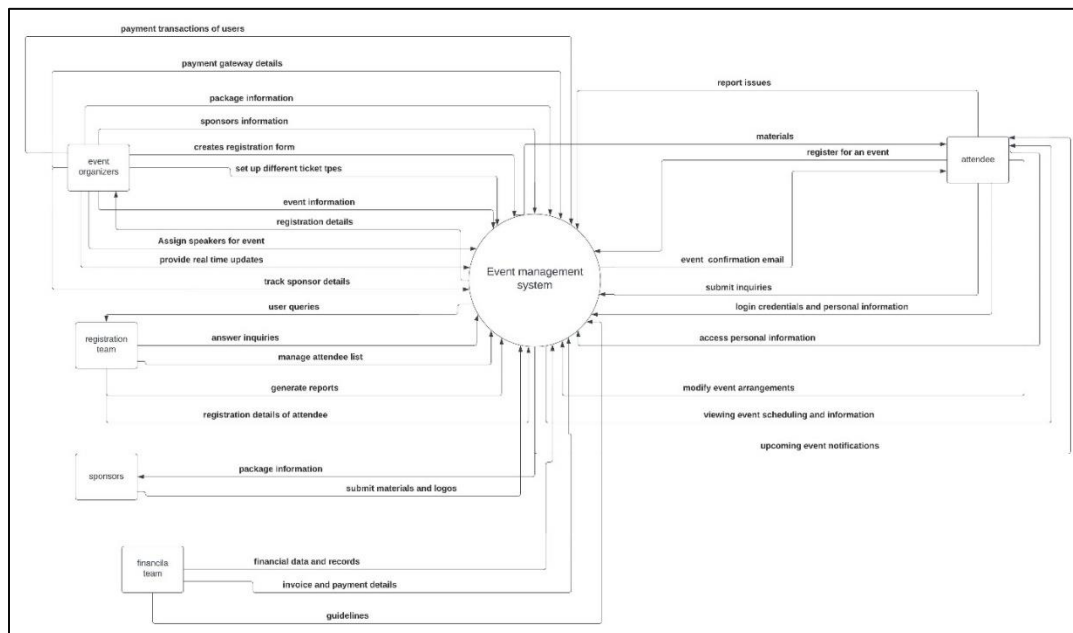 payment transactions of users
payment gateway details
package information
sponsors information
creates registration form
set up different ticket tpes
event information
registration details
Assign speakers for event
provide real time updates
track sponsor details
event
organizers
user queries
registration
team
answer inquiries
manage attendee list
generate reports
registration details of attendee
sponsors
package information
submit materials and logos
financila
team
financial data and records
invoice and payment details
guidelines
Event management
system
report issues
materials
register for an event
attendee
event confirmation email
submit inquiries
login credentials and personal information
access personal information
modify event arrangements
viewing event scheduling and information
upcoming event notifications